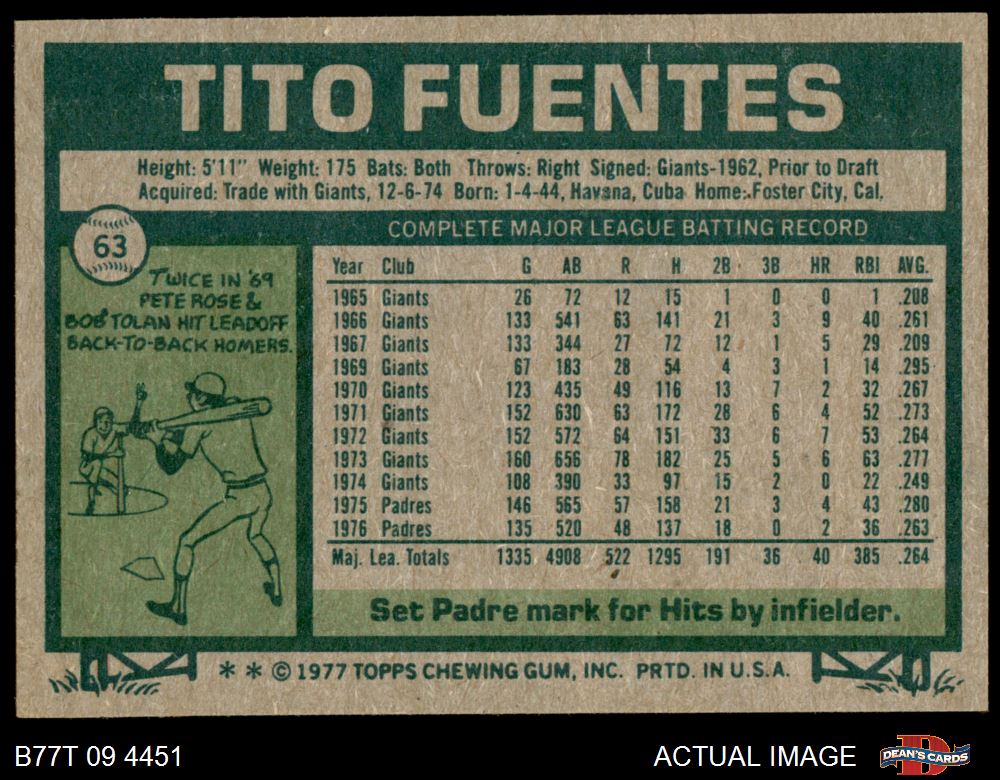 TITO FUENTES
Height: 5'11" Weight: 175 Bats: Both Throws: Right Signed: Giants-1962, Prior to Draft
Acquired: Trade with Giants, 12-6-74 Born: 1-4-44, Havana, Cuba Home: Foster City, Cal.
63
TWICE IN '69
PETE ROSE &
BOB TOLAN HIT LEADOFF
BACK-TO-BACK HOMERS.
COMPLETE MAJOR LEAGUE BATTING RECORD
Year Club G AB R H 2B 3B HR RBI AVG.
1965 Giants 26 72 12 15 1 0 0 1 .208
1966 Giants 133 541 63 141 21 3 9 40 .261
1967 Giants 133 344 27 72 12 1 5 29 .209
1969 Giants 67 183 28 54 4 3 1 14 .295
1970 Giants 123 435 49 116 13 7 2 32 .267
1971 Giants 152 630 63 172 28 6 4 52 .273
1972 Giants 152 572 64 151 33 6 7 53 .264
1973 Giants 160 656 78 182 25 5 6 63 .277
1974 Giants 108 390 33 97 15 2 0 22 .249
1975 Padres 146 565 57 158 21 3 4 43 .280
1976 Padres 135 520 48 137 18 0 2 36 .263
Maj. Lea. Totals 1335 4908 522 1295 191 36 40 385 .264
Set Padre mark for Hits by infielder.
* * © 1977 TOPPS CHEWING GUM, INC. PRTD. IN U.S.A.
B77T 09 4451
ACTUAL IMAGE
D
DEAN'S CARDS